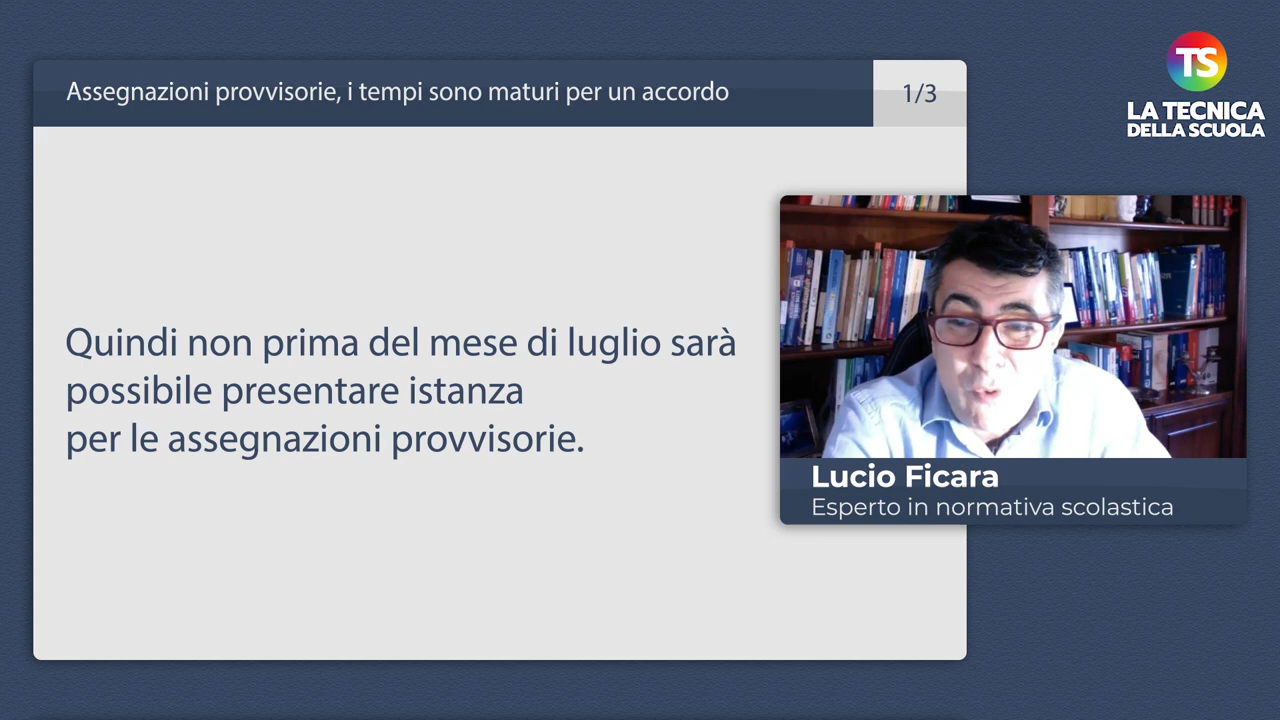 Assegnazioni provvisorie, i tempi sono maturi per un accordo
1/3
TS
LA TECNICA
DELLA SCUOLA
Quindi non prima del mese di luglio sarà
possibile presentare istanza
per le assegnazioni provvisorie.
Lucio Ficara
Esperto in normativa scolastica